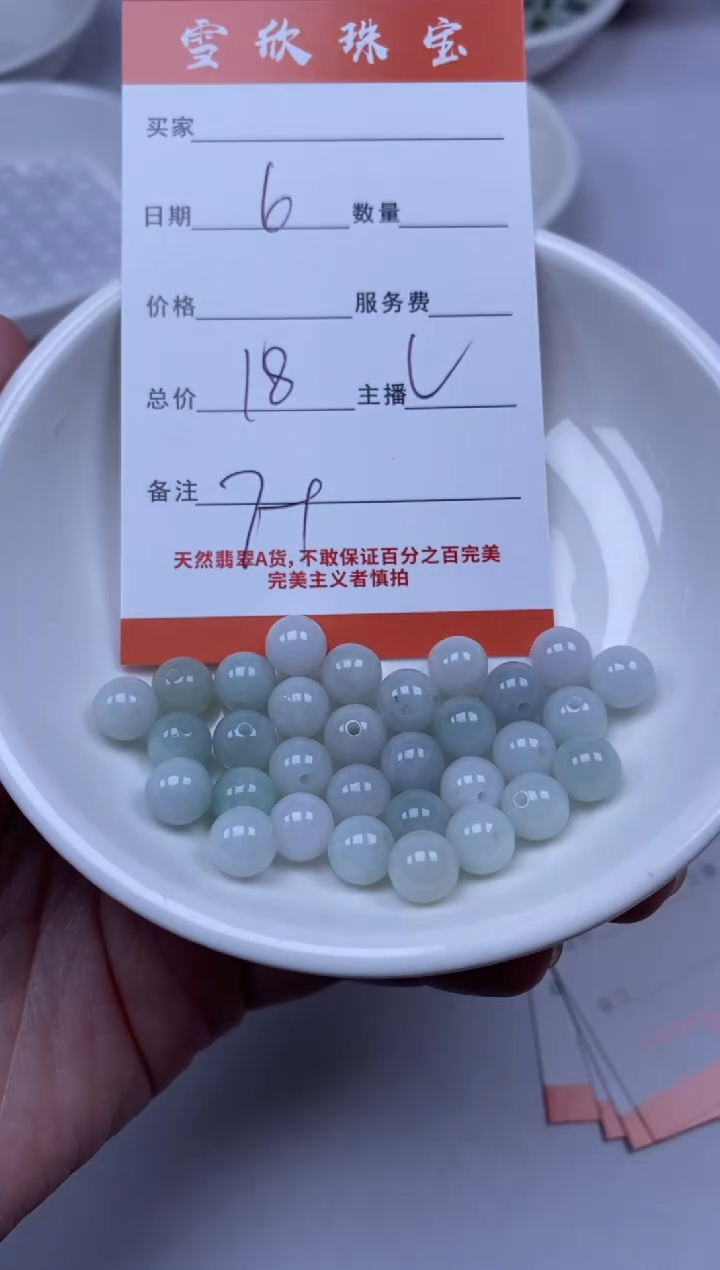 雪欣珠宝
买家
日期 6 数量
价格 服务费
总价 18 主播
备注
天然翡翠A货，不敢保证百分之百完美
完美主义者慎拍